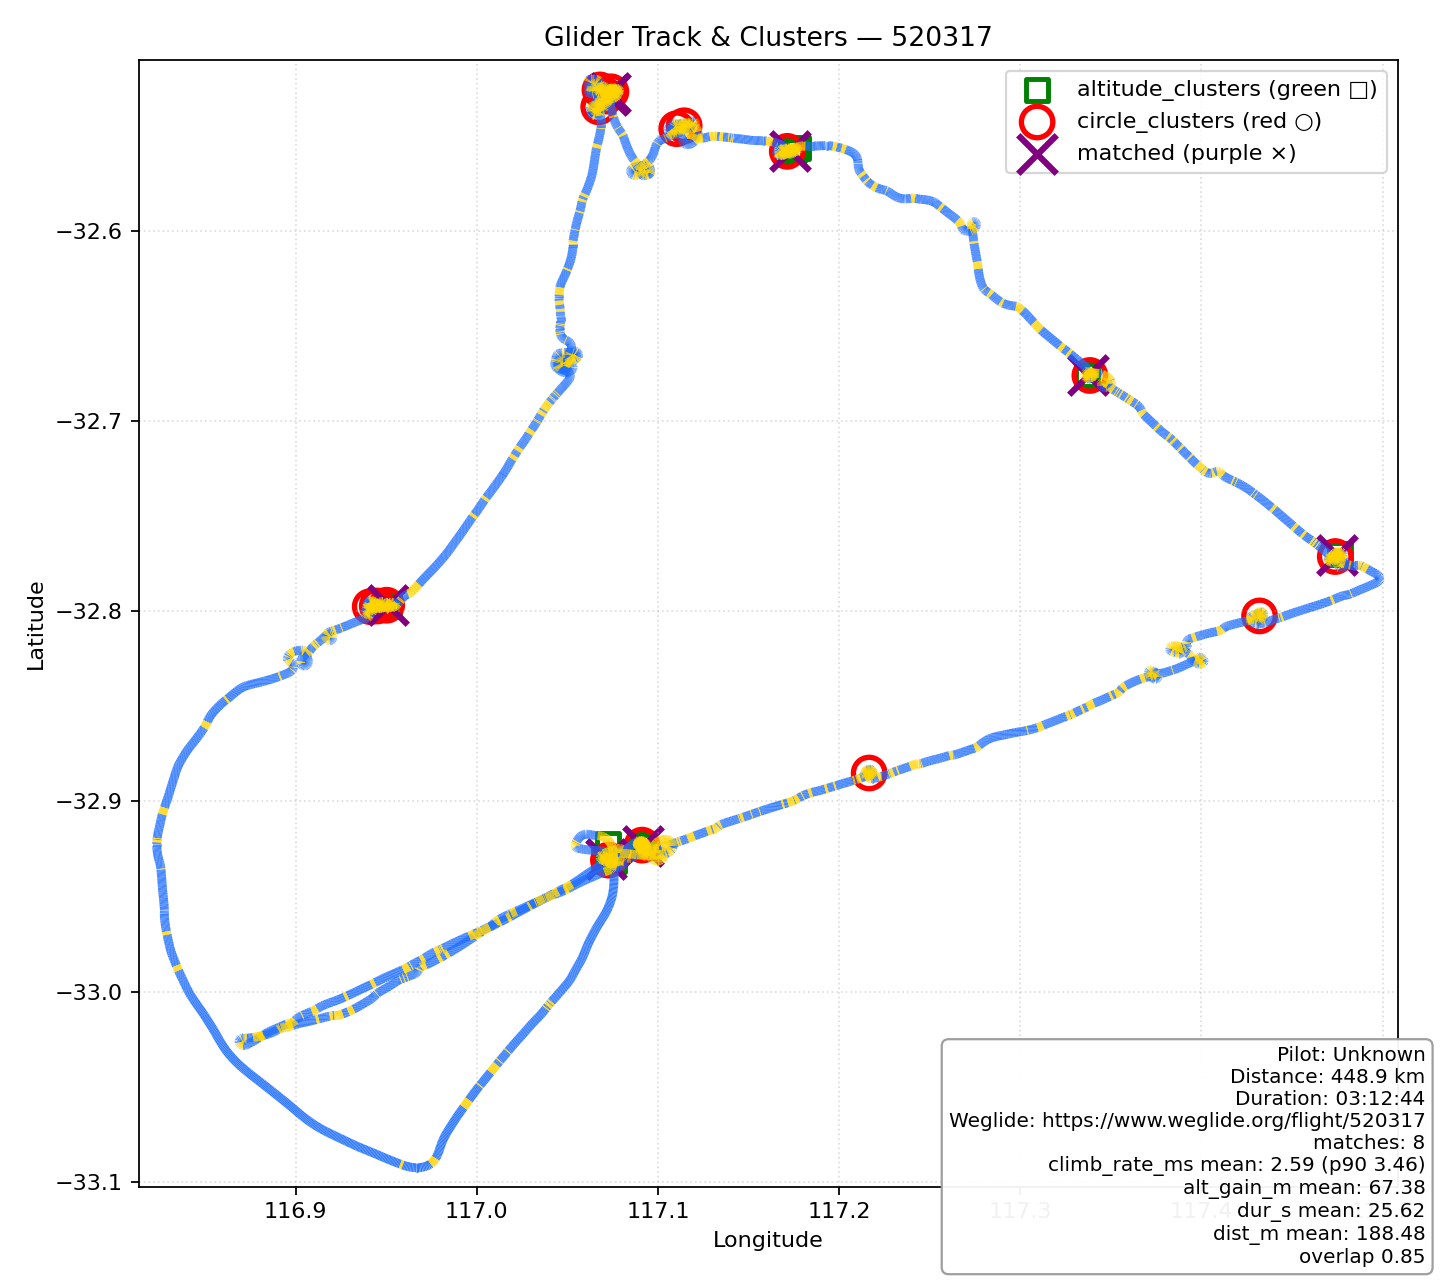 Glider Track & Clusters — 520317
altitude_clusters (green □)
circle_clusters (red ○)
matched (purple ×)
Latitude
−32.6
−32.7
−32.8
−32.9
−33.0
−33.1
116.9
117.0
117.1
117.2
117.3
117.4
Longitude
Pilot: Unknown
Distance: 448.9 km
Duration: 03:12:44
Weglide: https://www.weglide.org/flight/520317
matches: 8
climb_rate_ms mean: 2.59 (p90 3.46)
alt_gain_m mean: 67.38
dur_s mean: 25.62
dist_m mean: 188.48
overlap 0.85